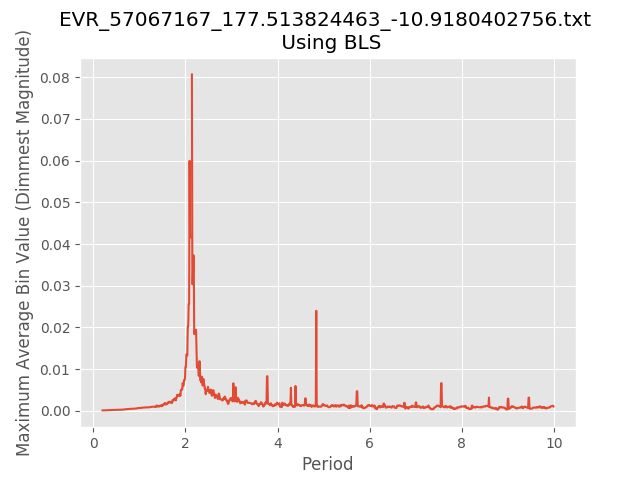 EVR_57067167_177.513824463_-10.9180402756.txt
Using BLS
Maximum Average Bin Value (Dimmest Magnitude)
0.08
0.07
0.06
0.05
0.04
0.03
0.02
0.01
0.00
0 2 4 6 8 10
Period